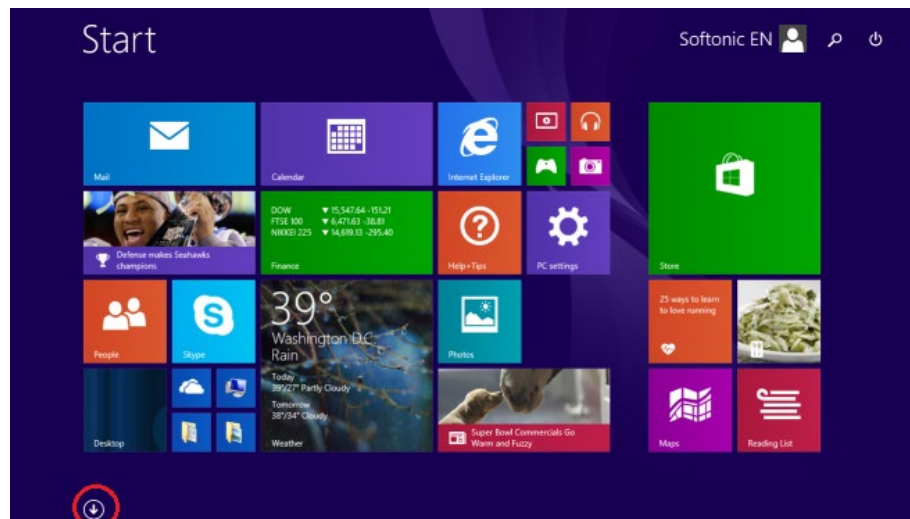 Start
Softonic EN
Mail
Calendar
Internet Explorer
Defense makes Seahawks
champions
DOW ▼ 15,547.64 -151.21
FTSE 100 ▼ 6,471.63 -38.81
NIKKEI 225 ▼ 14,619.13 -295.40
Finance
Help+Tips
PC settings
Store
People
Skype
39°
Washington D.C.
Rain
Today
39°/27° Partly Cloudy
Tomorrow
38°/34° Cloudy
Weather
Photos
25 ways to learn
to love running
Desktop
Super Bowl Commercials Go
Warm and Fuzzy
Maps
Reading List